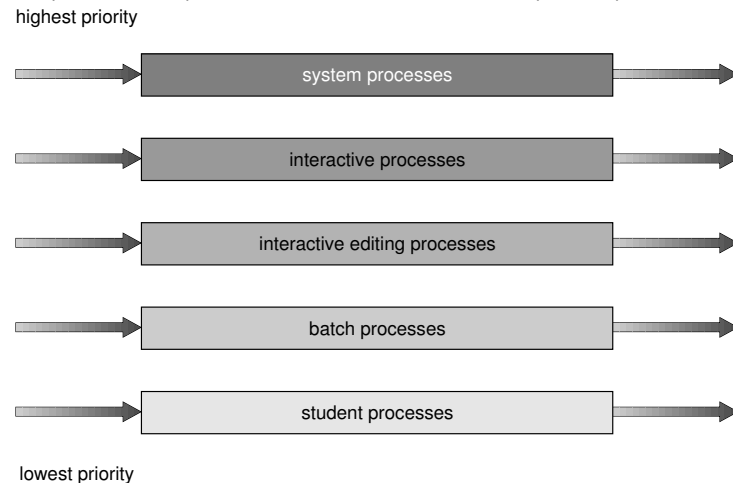 highest priority
system processes
interactive processes
interactive editing processes
batch processes
student processes
lowest priority